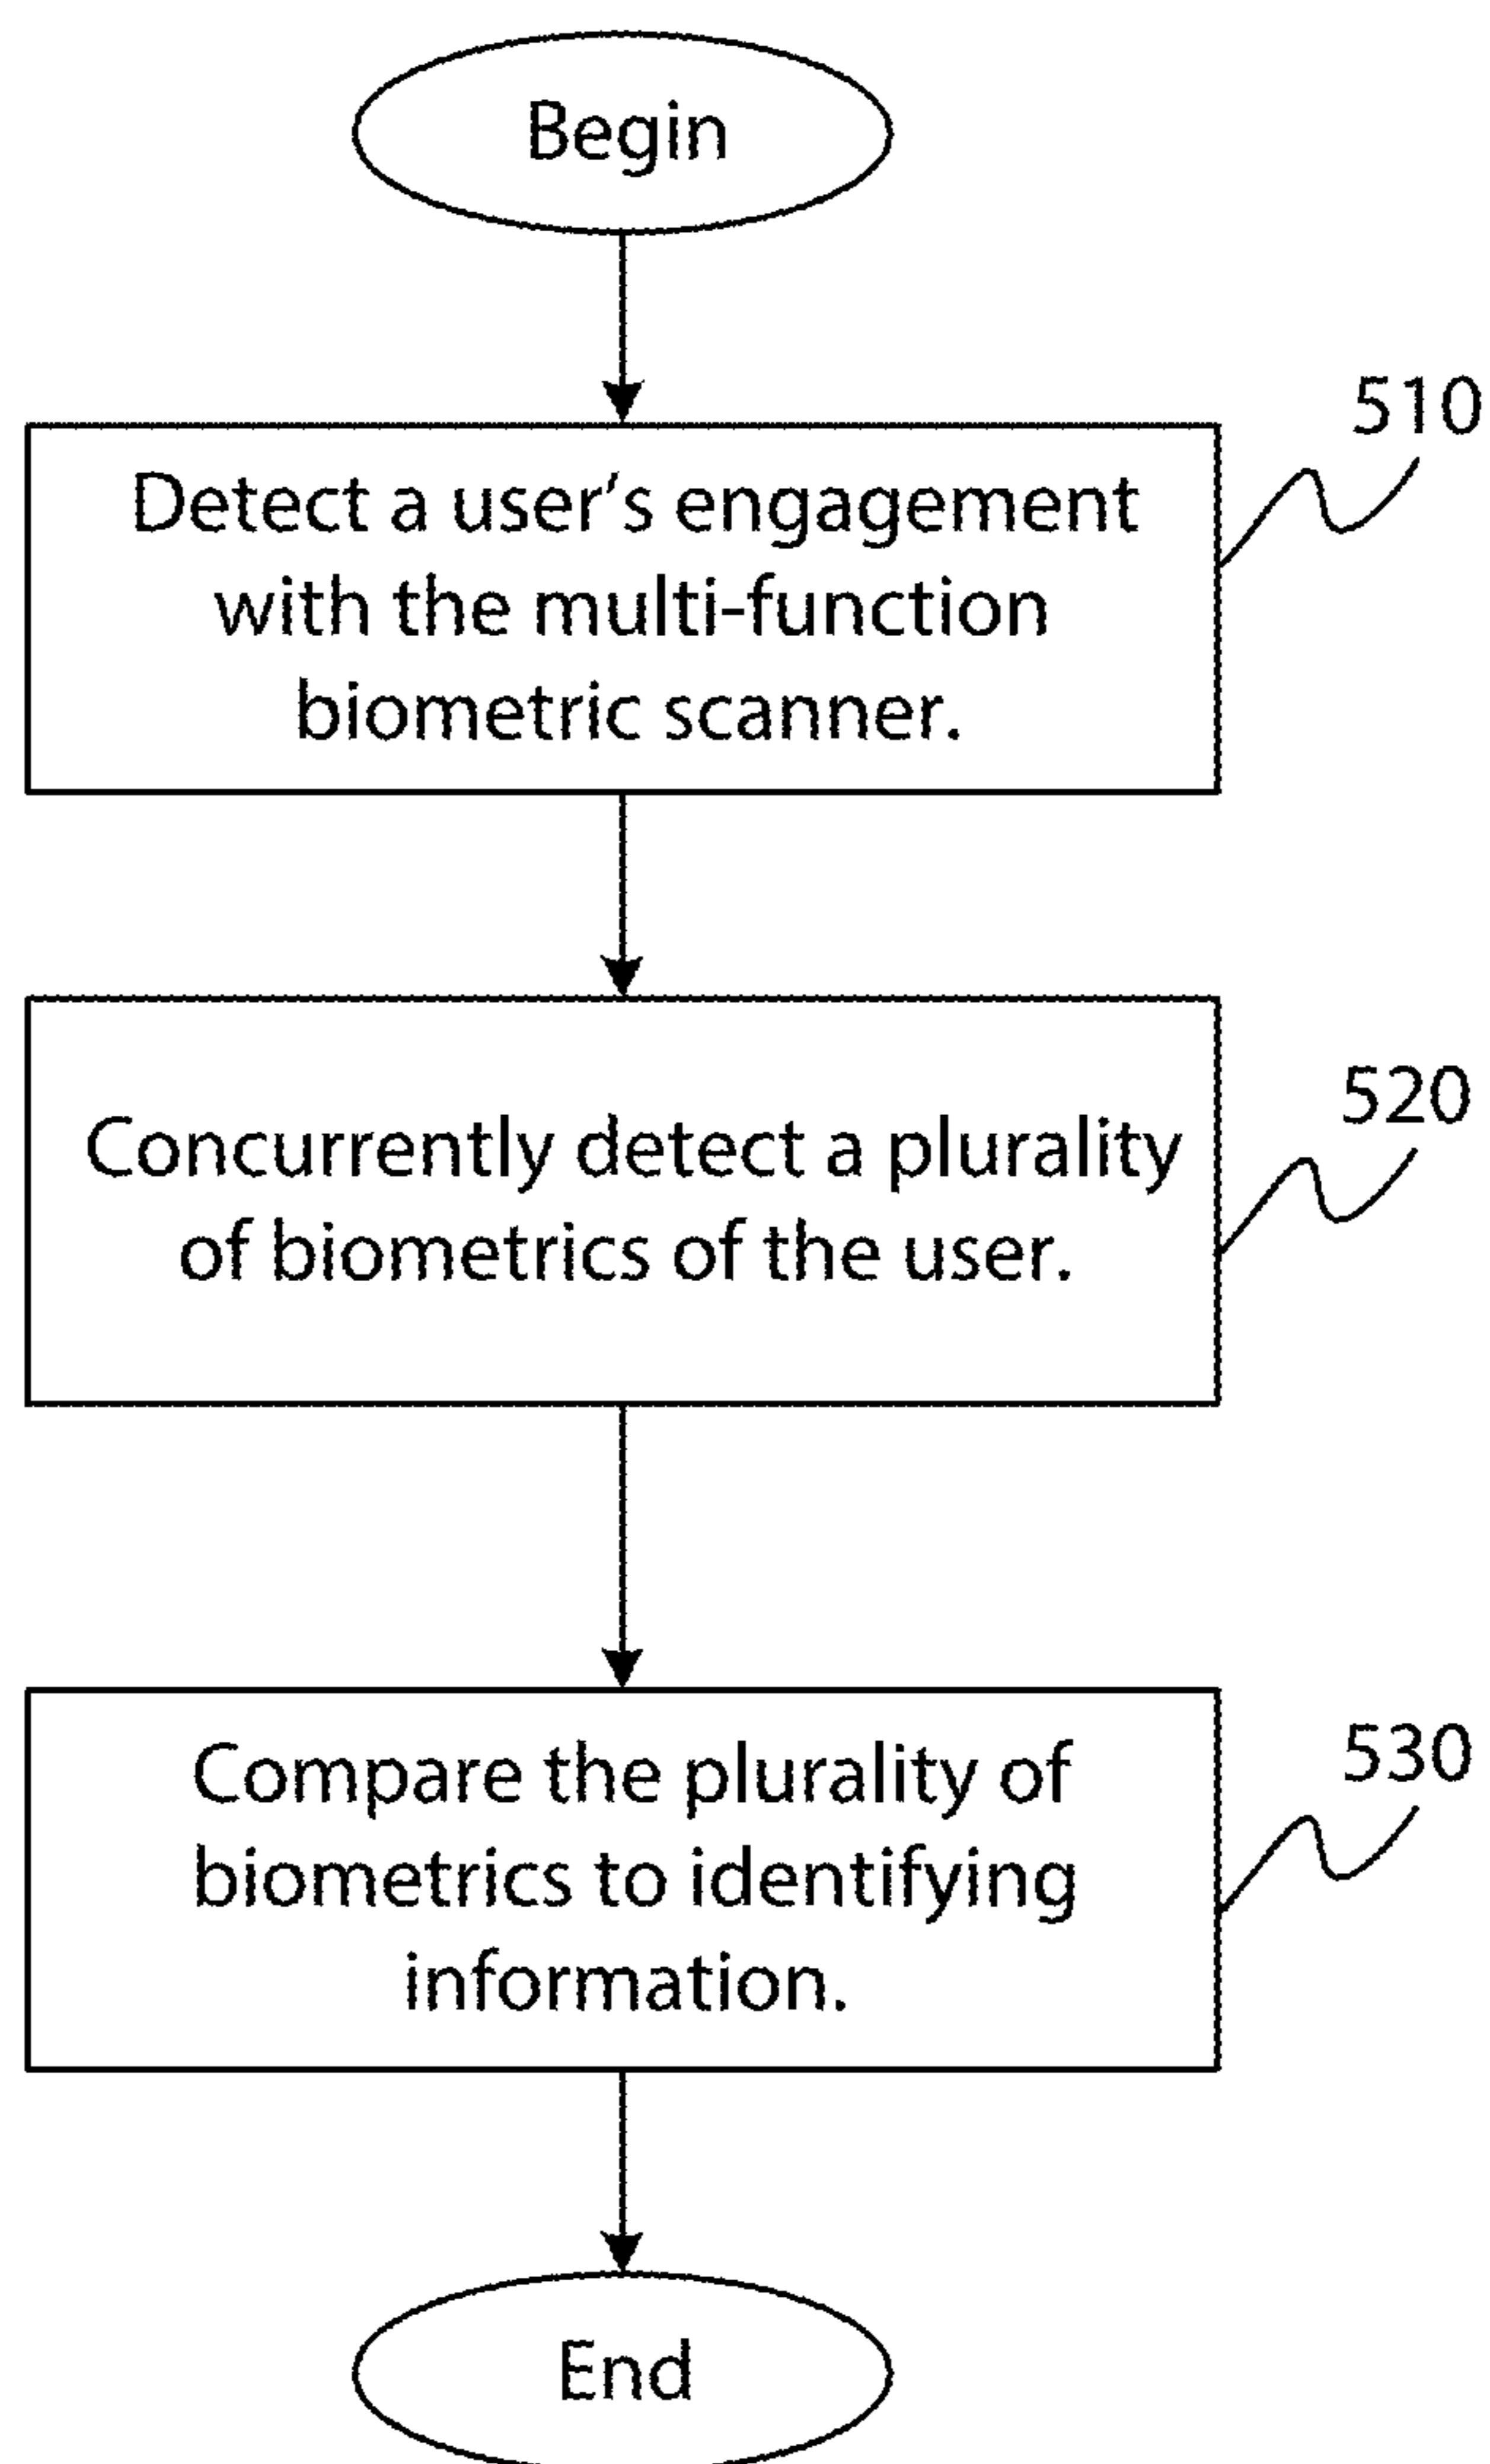 Begin
510
Detect a user’s engagement
with the multi-function
biometric scanner.
520
Concurrently detect a plurality
of biometrics of the user.
530
Compare the plurality of
biometrics to identifying
information.
End